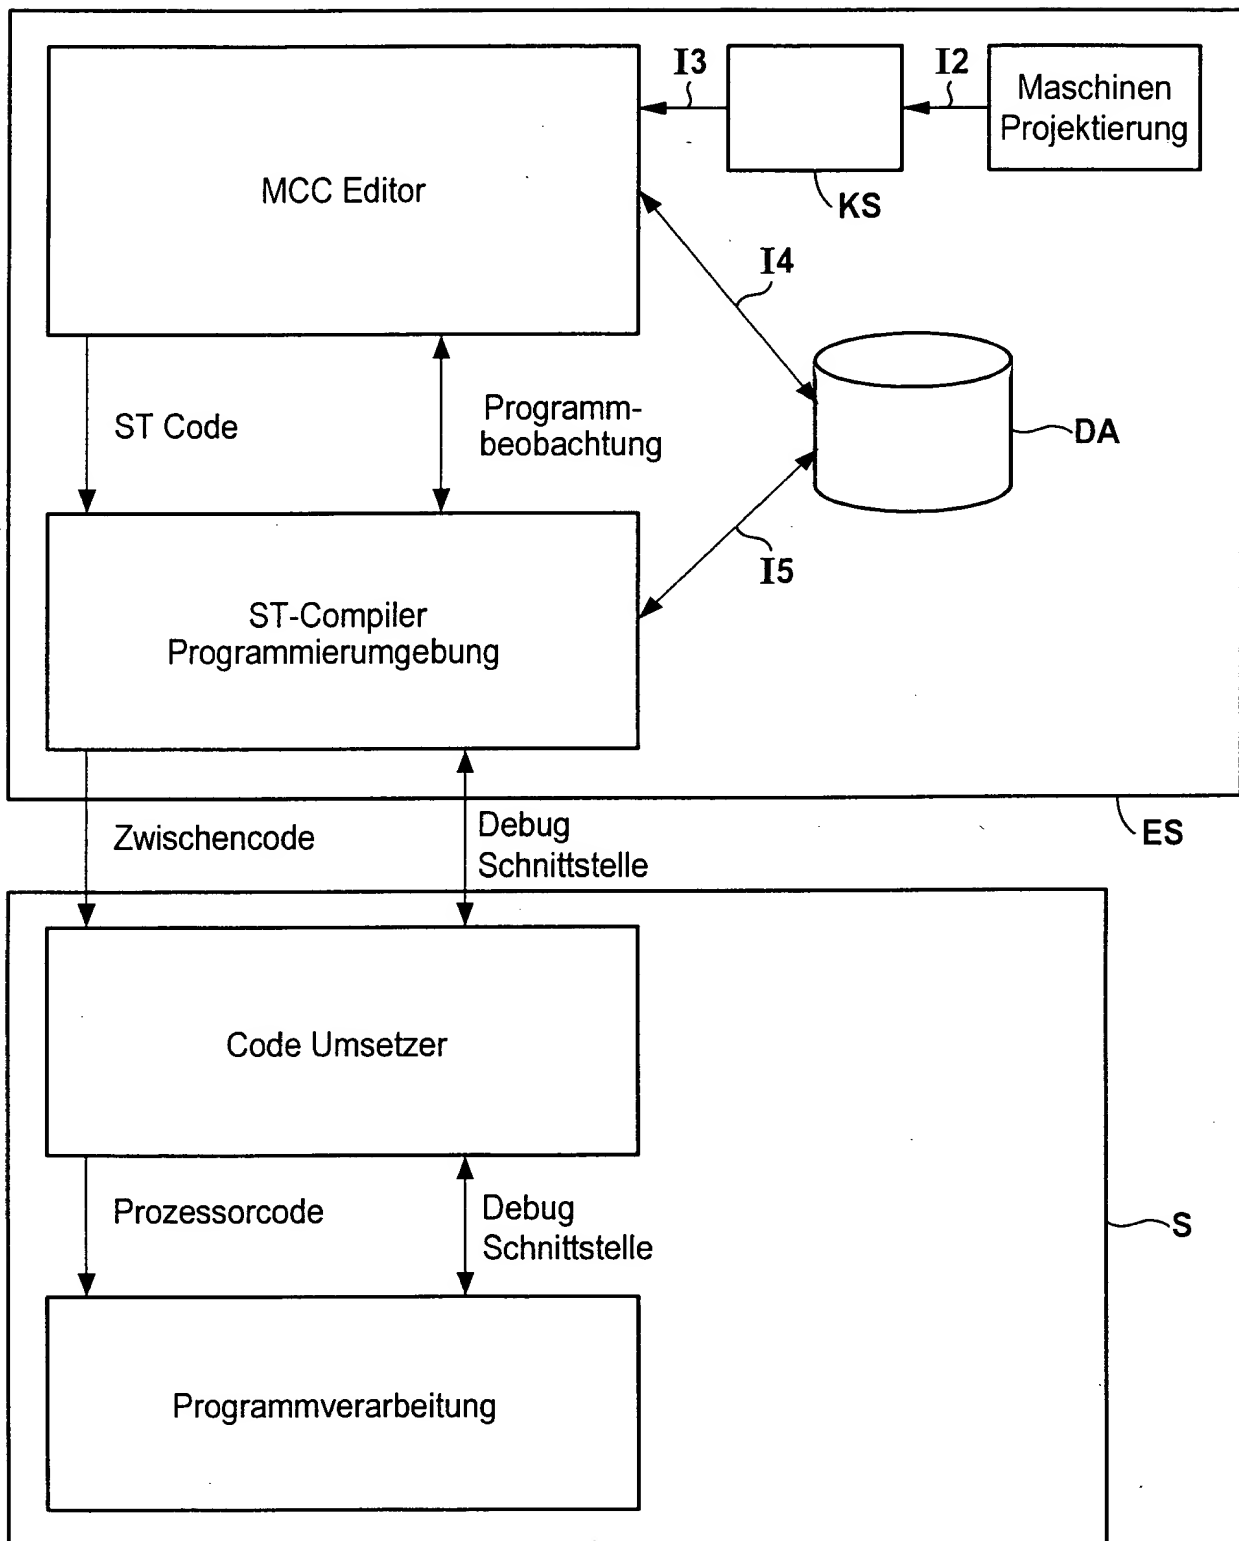 I3
I2
Maschinen
Projektierung
MCC Editor
KS
I4
ST Code
Programm-
beobachtung
DA
I5
ST-Compiler
Programmierumgebung
Zwischencode
Debug
Schnittstelle
ES
Code Umsetzer
Prozessorcode
Debug
Schnittstelle
S
Programmverarbeitung